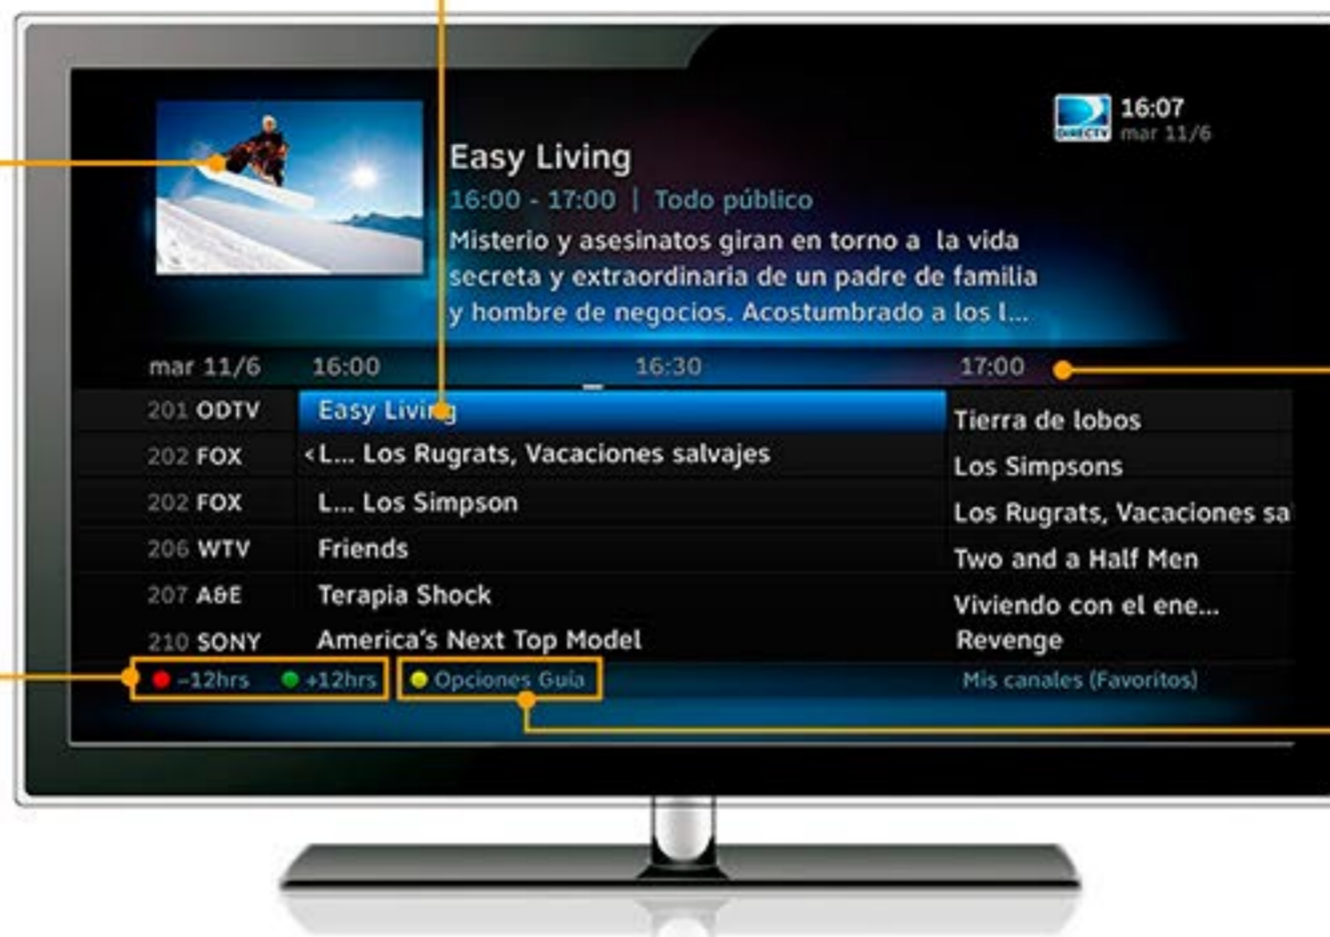 DIRECTV
16:07
mar 11/6
Easy Living
16:00 - 17:00 | Todo público
Misterio y asesinatos giran en torno a la vida
secreta y extraordinaria de un padre de familia
y hombre de negocios. Acostumbrado a los l...
mar 11/6 16:00 16:30 17:00
201 ODTV Easy Living Tierra de lobos
202 FOX <L... Los Rugrats, Vacaciones salvajes Los Simpsons
202 FOX L... Los Simpson Los Rugrats, Vacaciones sa
206 WTV Friends Two and a Half Men
207 A&E Terapia Shock Viviendo con el ene...
210 SONY America's Next Top Model Revenge
-12hrs +12hrs Opciones Guía Mis canales (Favoritos)